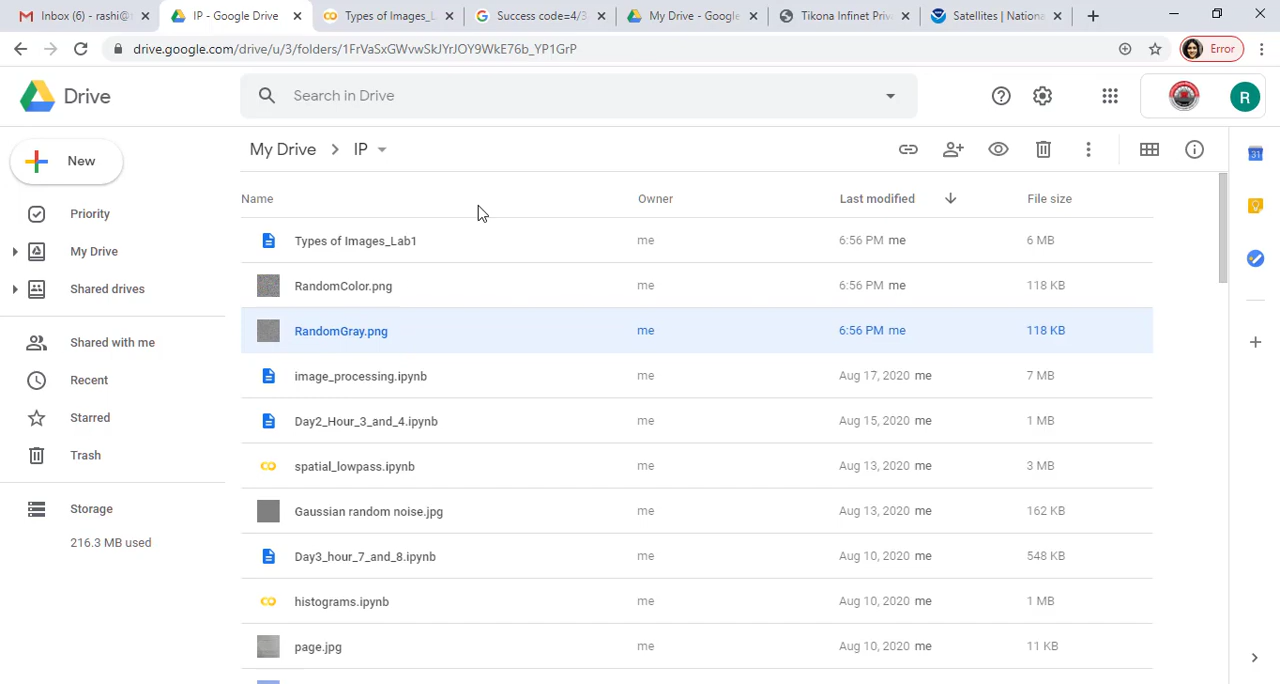 Inbox (6) - rashi@
IP - Google Drive
Types of Images_L
Success code=4/3
My Drive - Google
Tikona Infinet Priv
Satellites | Nationa
drive.google.com/drive/u/3/folders/1FrVaSxGWvwSkJYrJOY9WkE76b_YP1GrP
Error
Drive
Search in Drive
R
New
My Drive > IP
31
Name Owner Last modified File size
Priority
My Drive
Shared drives
Shared with me
Recent
Starred
Trash
Storage
216.3 MB used
Types of Images_Lab1 me 6:56 PM me 6 MB
RandomColor.png me 6:56 PM me 118 KB
RandomGray.png me 6:56 PM me 118 KB
image_processing.ipynb me Aug 17, 2020 me 7 MB
Day2_Hour_3_and_4.ipynb me Aug 15, 2020 me 1 MB
spatial_lowpass.ipynb me Aug 13, 2020 me 3 MB
Gaussian random noise.jpg me Aug 13, 2020 me 162 KB
Day3_hour_7_and_8.ipynb me Aug 10, 2020 me 548 KB
histograms.ipynb me Aug 10, 2020 me 1 MB
page.jpg me Aug 10, 2020 me 11 KB